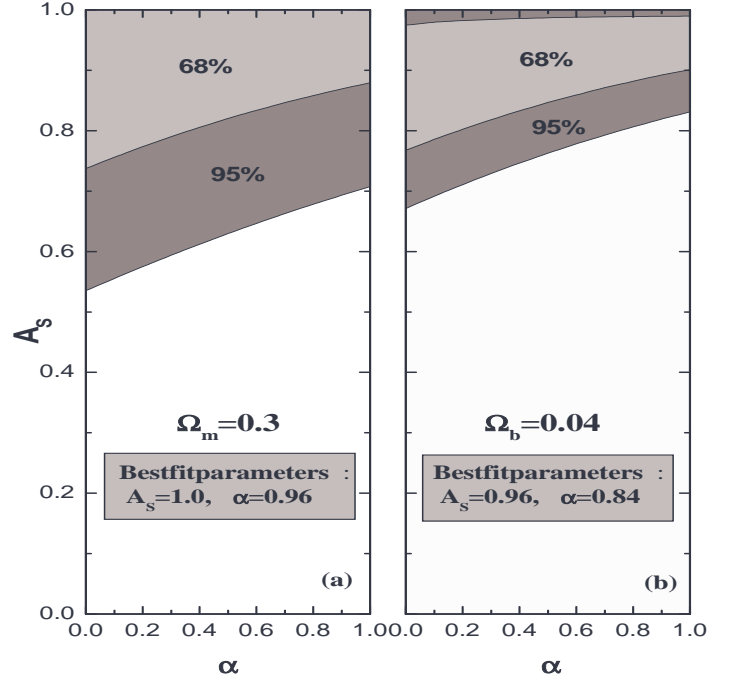 1.0
0.8
0.6
0.4
0.2
0.0
A_s
68%
95%
Ω_m=0.3
Bestfitparameters :
A_s=1.0, α=0.96
(a)
0.0 0.2 0.4 0.6 0.8 1.00
α
68%
95%
Ω_b=0.04
Bestfitparameters :
A_s=0.96, α=0.84
(b)
0.0 0.2 0.4 0.6 0.8 1.0
α